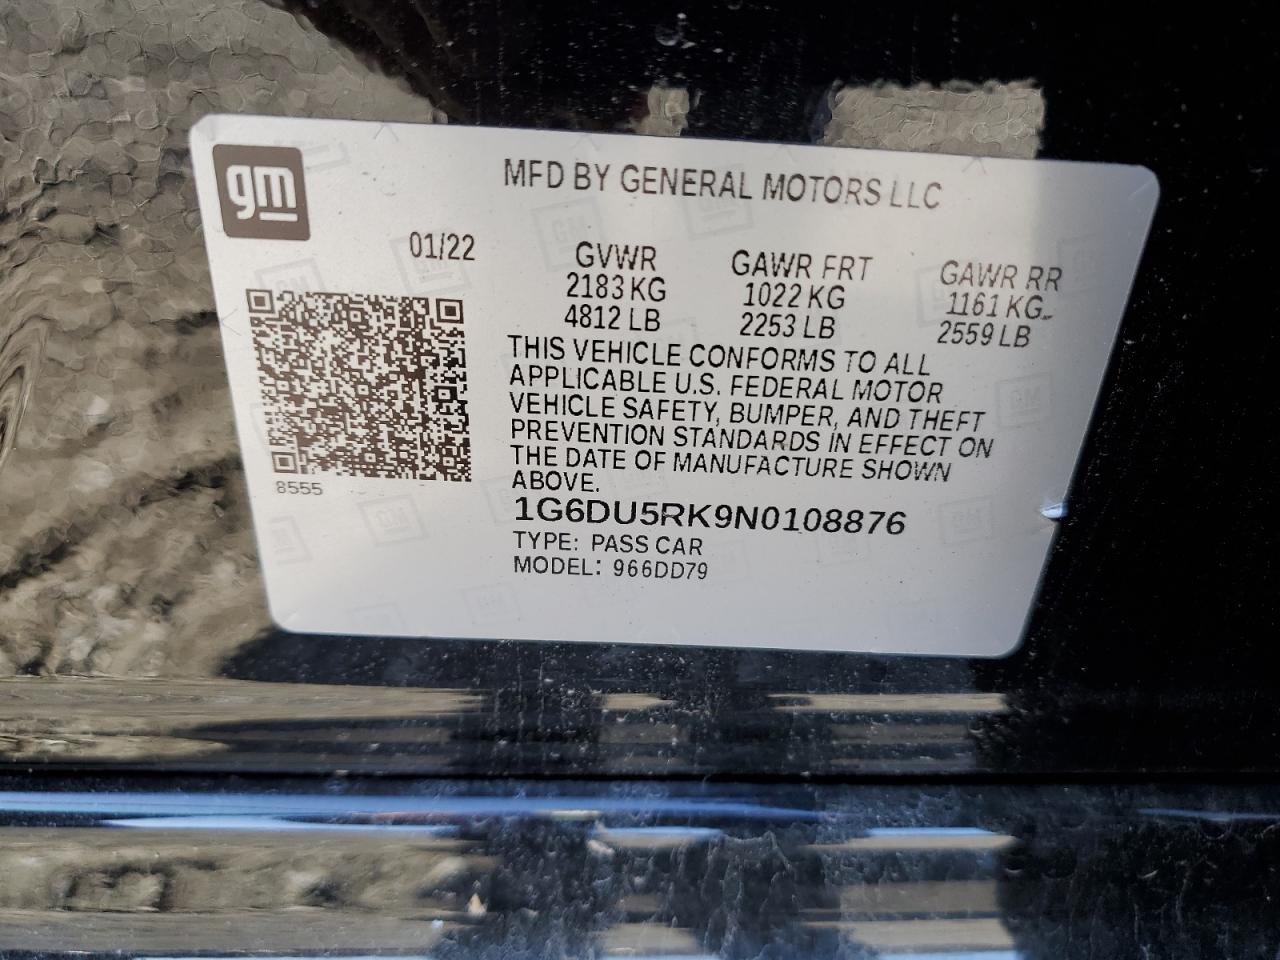 gm
MFD BY GENERAL MOTORS LLC
01/22
GVWR
2183 KG
4812 LB
GAWR FRT
1022 KG
2253 LB
GAWR RR
1161 KG
2559 LB
THIS VEHICLE CONFORMS TO ALL
APPLICABLE U.S. FEDERAL MOTOR
VEHICLE SAFETY, BUMPER, AND THEFT
PREVENTION STANDARDS IN EFFECT ON
THE DATE OF MANUFACTURE SHOWN
ABOVE.
8555
1G6DU5RK9N0108876
TYPE: PASS CAR
MODEL: 966DD79